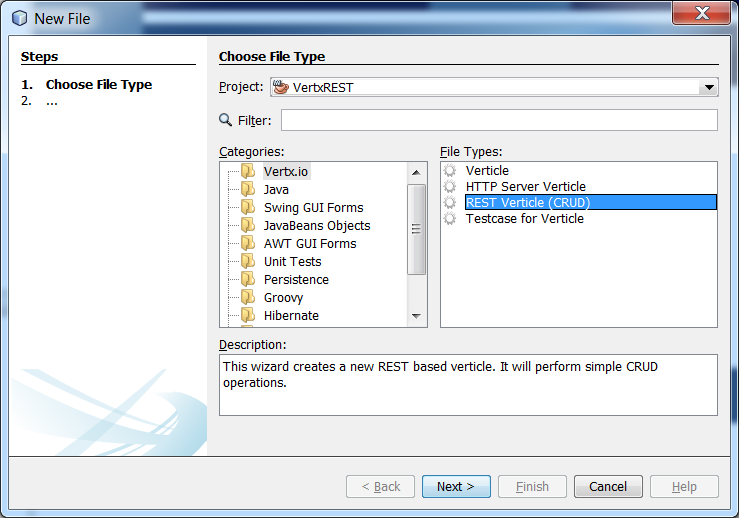 New File
Steps
1. Choose File Type
2. ...
Choose File Type
Project: VertxREST
Filter:
Categories:
Vertx.io
Java
Swing GUI Forms
JavaBeans Objects
AWT GUI Forms
Unit Tests
Persistence
Groovy
Hibernate
File Types:
Verticle
HTTP Server Verticle
REST Verticle (CRUD)
Testcase for Verticle
Description:
This wizard creates a new REST based verticle. It will perform simple CRUD
operations.
< Back Next > Finish Cancel Help